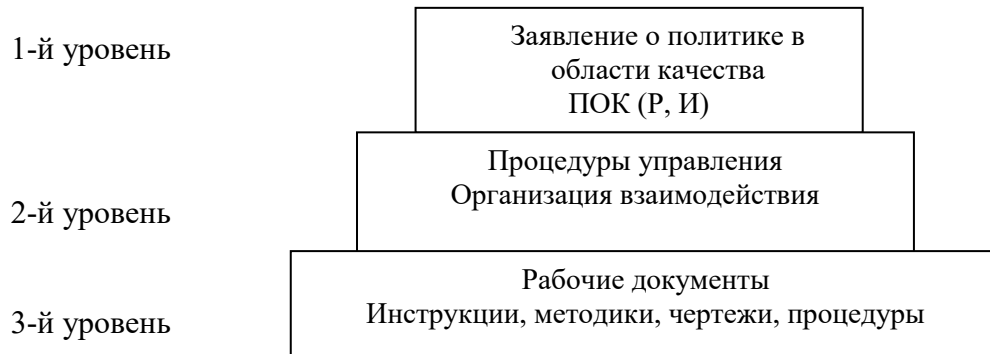 1-й уровень
Заявление о политике в
области качества
ПОК (Р, И)
2-й уровень
Процедуры управления
Организация взаимодействия
3-й уровень
Рабочие документы
Инструкции, методики, чертежи, процедуры